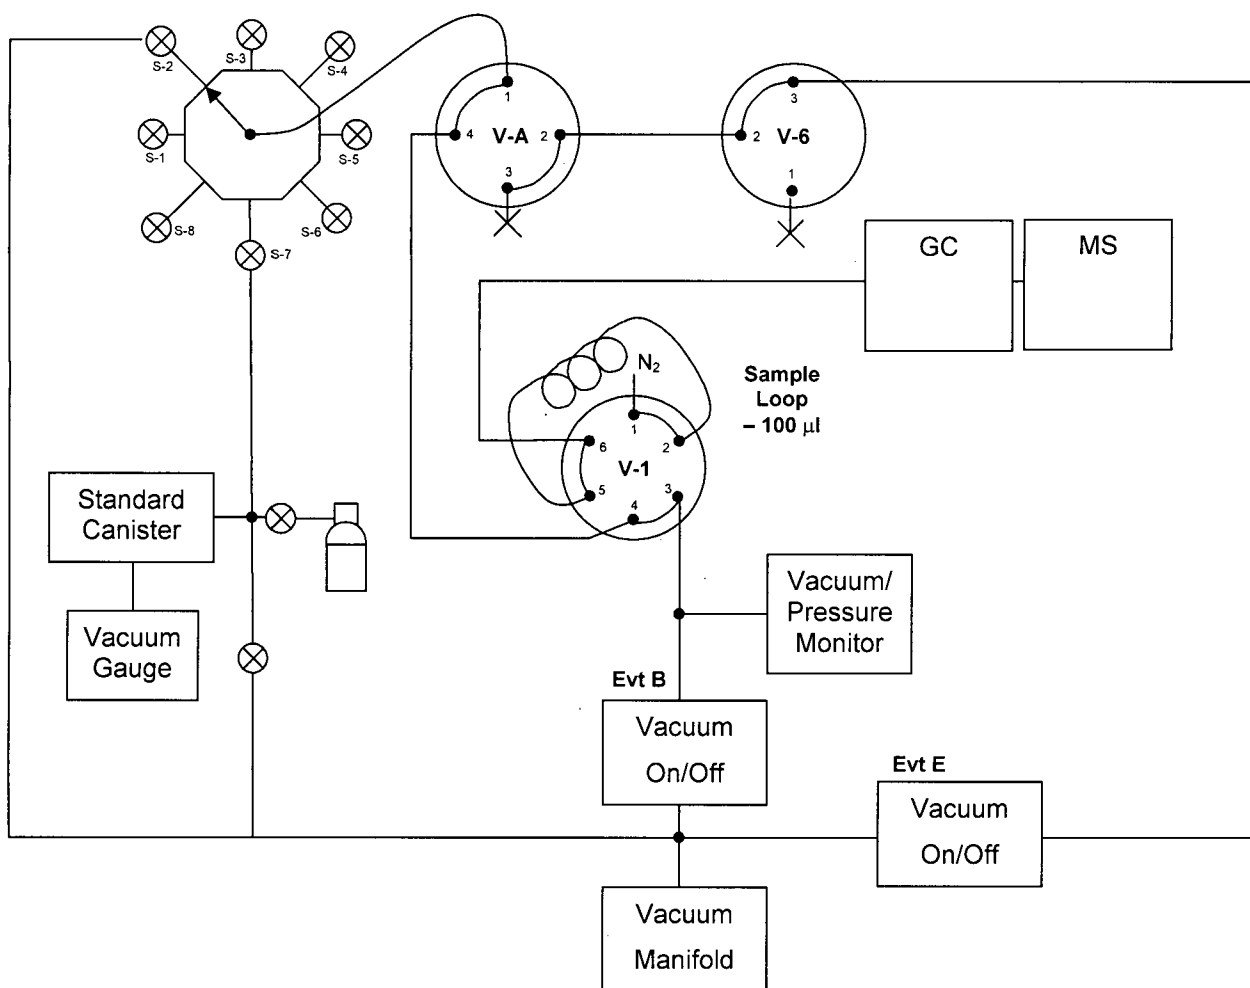 S-2
S-3
S-4
S-1
S-5
S-8
S-6
S-7
1
4
V-A
2
3
3
2
V-6
1
GC
MS
N2
Sample
Loop
– 100 µl
1
6
2
V-1
5
3
4
Standard
Canister
Vacuum
Gauge
Vacuum/
Pressure
Monitor
Evt B
Vacuum
On/Off
Evt E
Vacuum
On/Off
Vacuum
Manifold